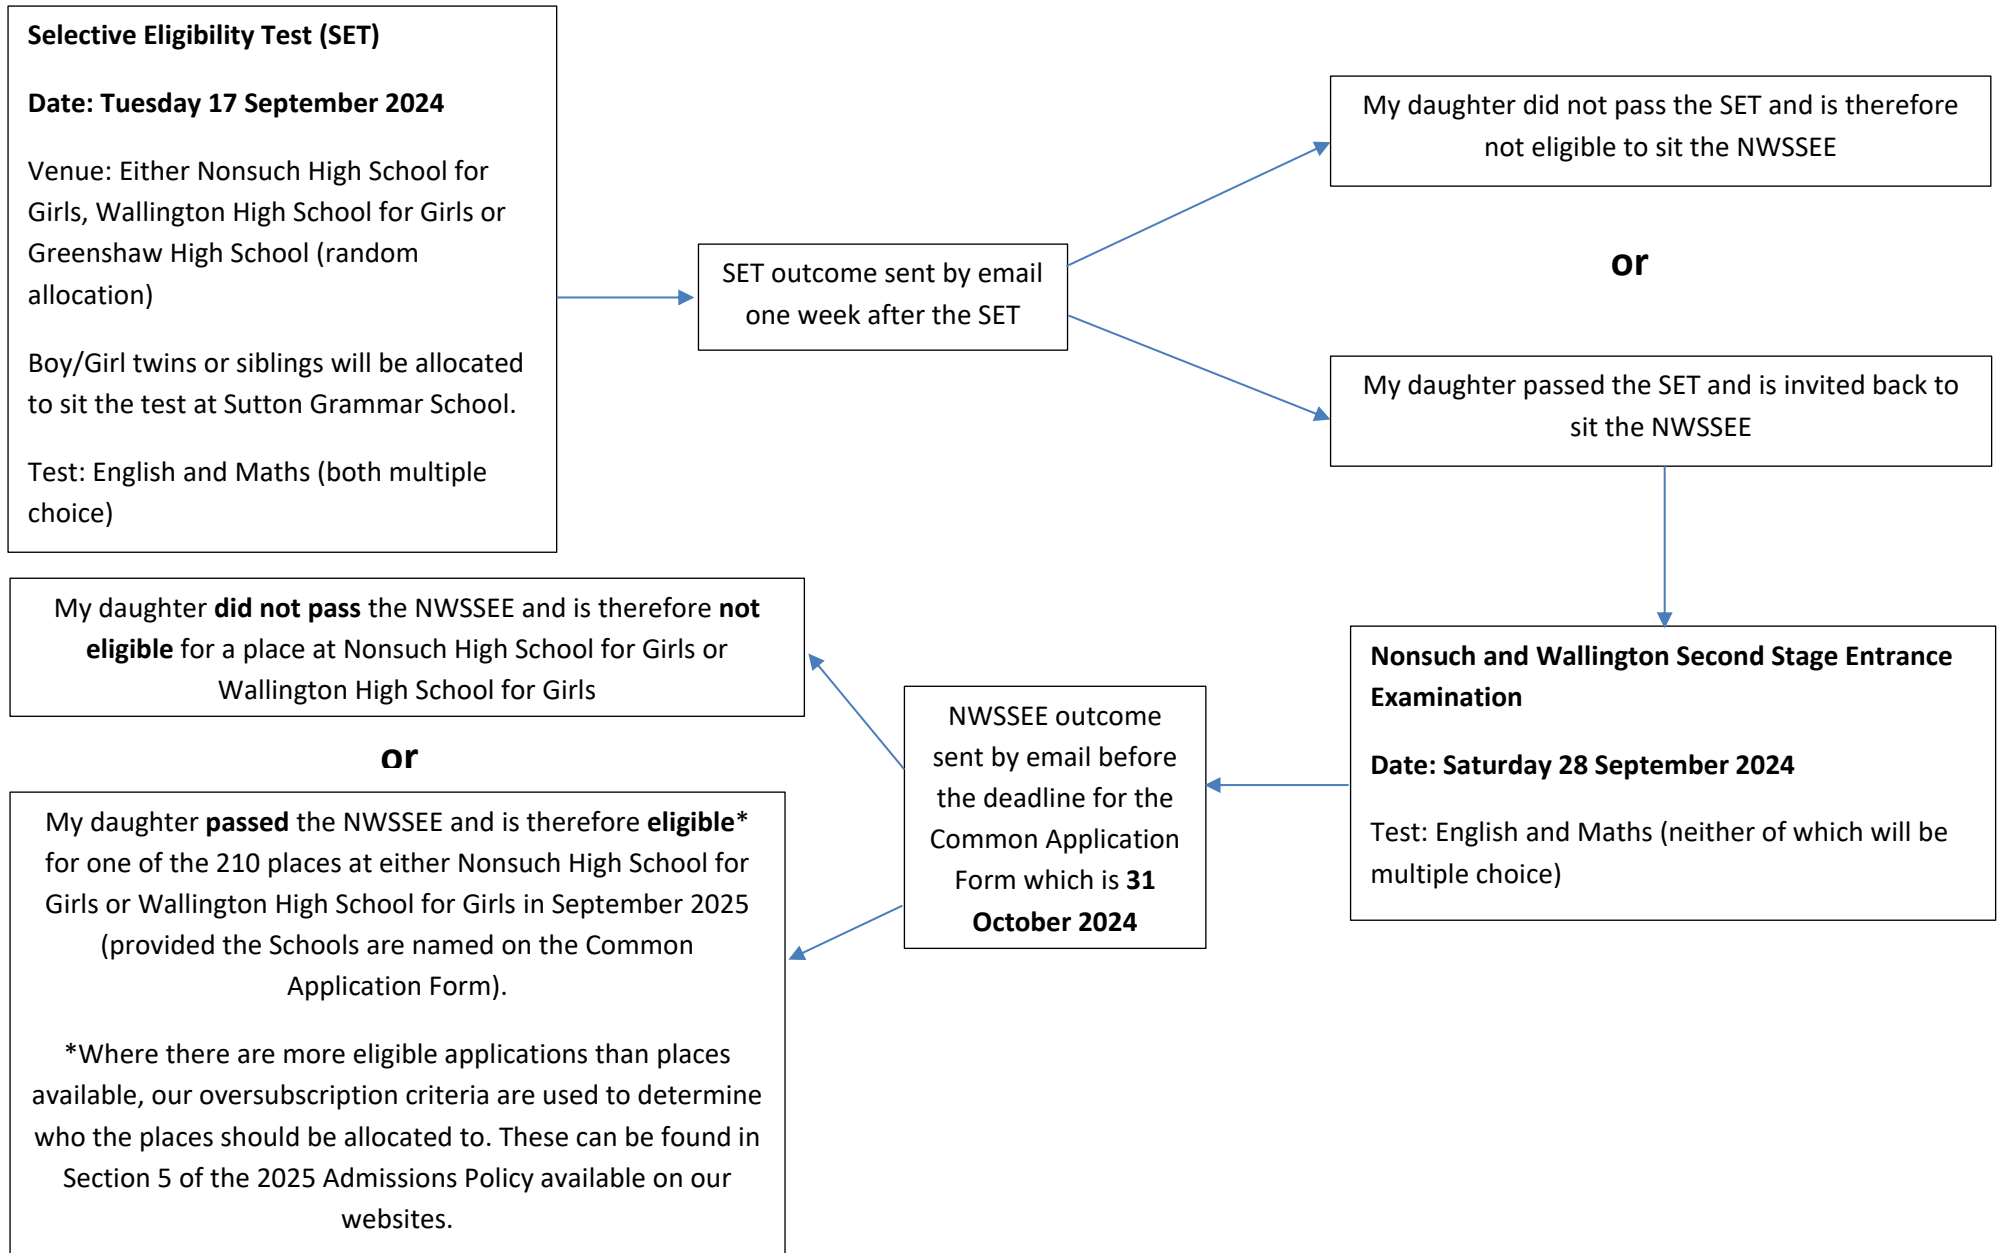 Selective Eligibility Test (SET)
Date: Tuesday 17 September 2024
Venue: Either Nonsuch High School for
Girls, Wallington High School for Girls or
Greenshaw High School (random
allocation)
Boy/Girl twins or siblings will be allocated
to sit the test at Sutton Grammar School.
Test: English and Maths (both multiple
choice)
SET outcome sent by email
one week after the SET
My daughter did not pass the SET and is therefore
not eligible to sit the NWSSEE
or
My daughter passed the SET and is invited back to
sit the NWSSEE
Nonsuch and Wallington Second Stage Entrance
Examination
Date: Saturday 28 September 2024
Test: English and Maths (neither of which will be
multiple choice)
NWSSEE outcome
sent by email before
the deadline for the
Common Application
Form which is 31
October 2024
My daughter did not pass the NWSSEE and is therefore not
eligible for a place at Nonsuch High School for Girls or
Wallington High School for Girls
or
My daughter passed the NWSSEE and is therefore eligible*
for one of the 210 places at either Nonsuch High School for
Girls or Wallington High School for Girls in September 2025
(provided the Schools are named on the Common
Application Form).
*Where there are more eligible applications than places
available, our oversubscription criteria are used to determine
who the places should be allocated to. These can be found in
Section 5 of the 2025 Admissions Policy available on our
websites.